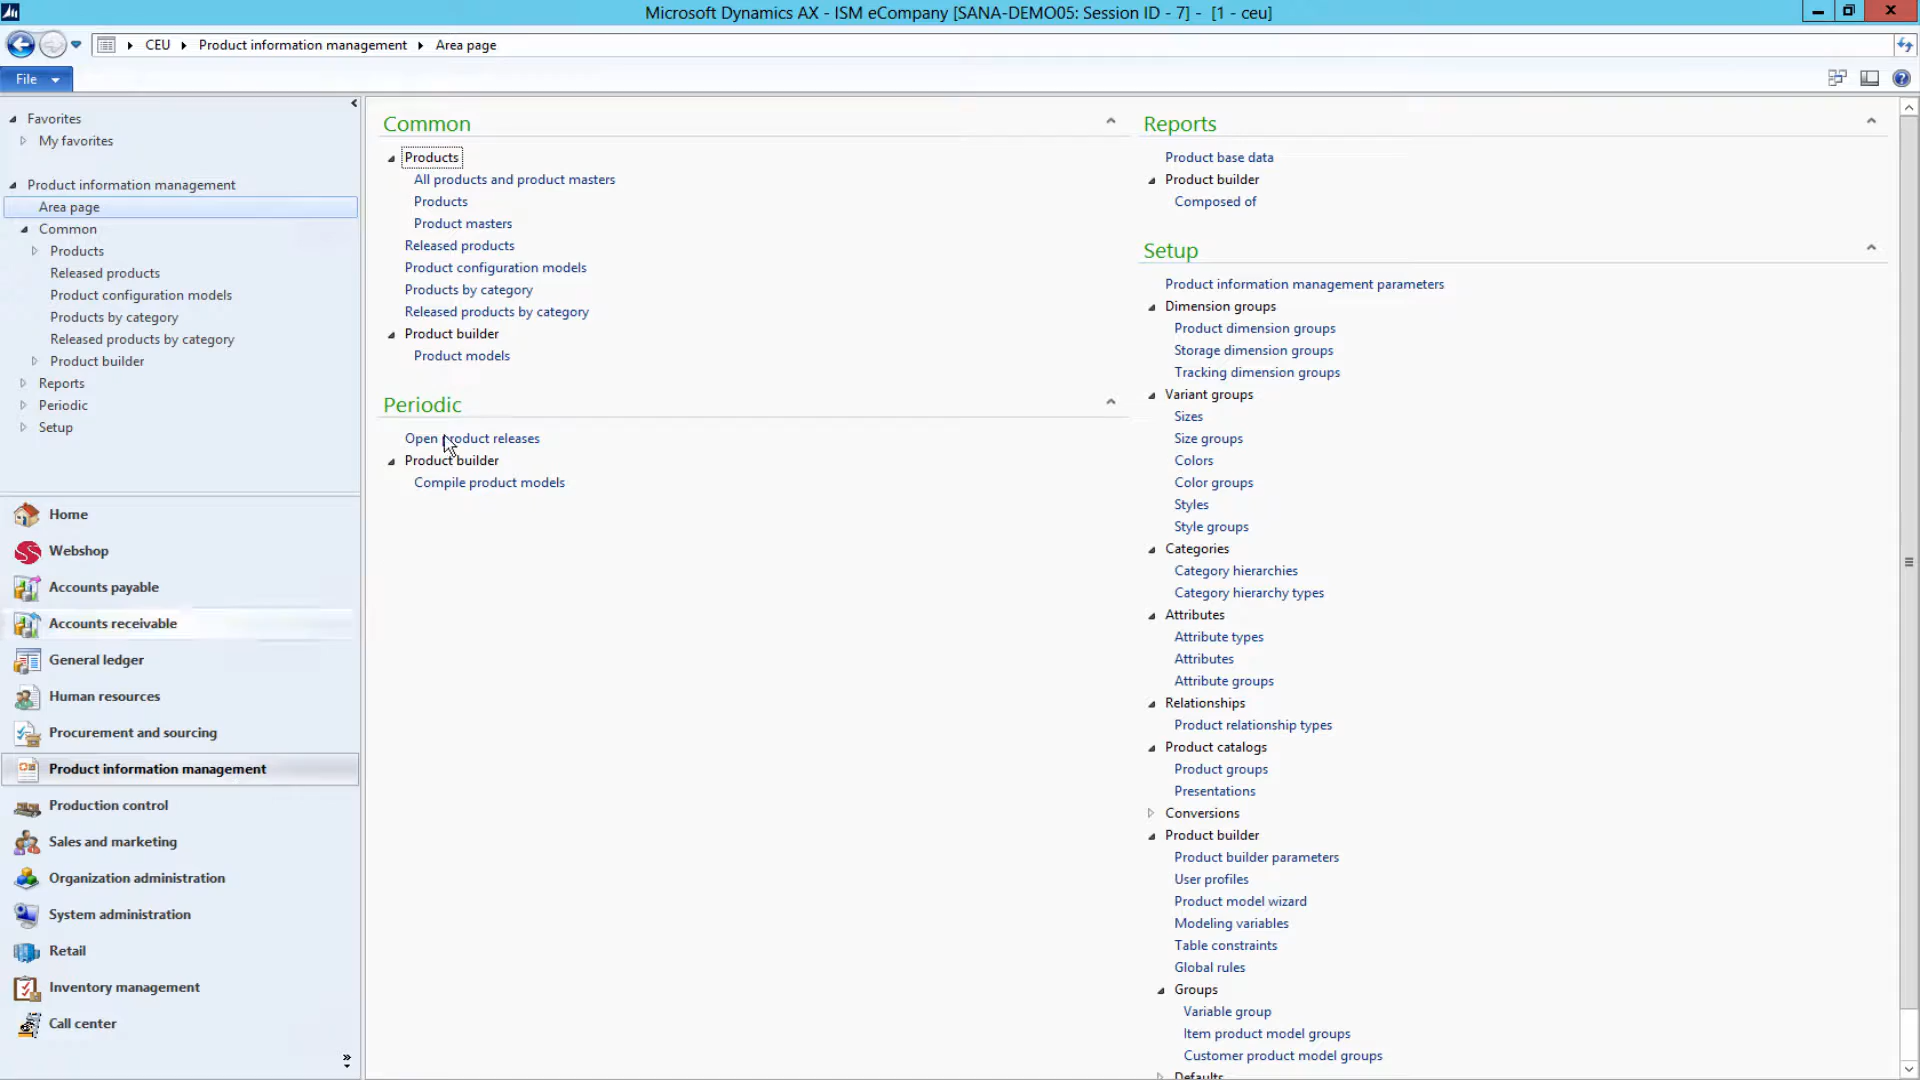 Microsoft Dynamics AX - ISM eCompany [SANA-DEMO05: Session ID - 7] - [1 - ceu]
CEU
Product information management
Area page
File
Favorites
My favorites
Product information management
Area page
Common
Products
Released products
Product configuration models
Products by category
Released products by category
Product builder
Reports
Periodic
Setup
Home
Webshop
Accounts payable
Accounts receivable
General ledger
Human resources
Procurement and sourcing
Product information management
Production control
Sales and marketing
Organization administration
System administration
Retail
Inventory management
Call center
Common
Products
All products and product masters
Products
Product masters
Released products
Product configuration models
Products by category
Released products by category
Product builder
Product models
Periodic
Open product releases
Product builder
Compile product models
Reports
Product base data
Product builder
Composed of
Setup
Product information management parameters
Dimension groups
Product dimension groups
Storage dimension groups
Tracking dimension groups
Variant groups
Sizes
Size groups
Colors
Color groups
Styles
Style groups
Categories
Category hierarchies
Category hierarchy types
Attributes
Attribute types
Attributes
Attribute groups
Relationships
Product relationship types
Product catalogs
Product groups
Presentations
Conversions
Product builder
Product builder parameters
User profiles
Product model wizard
Modeling variables
Table constraints
Global rules
Groups
Variable group
Item product model groups
Customer product model groups
Defaults